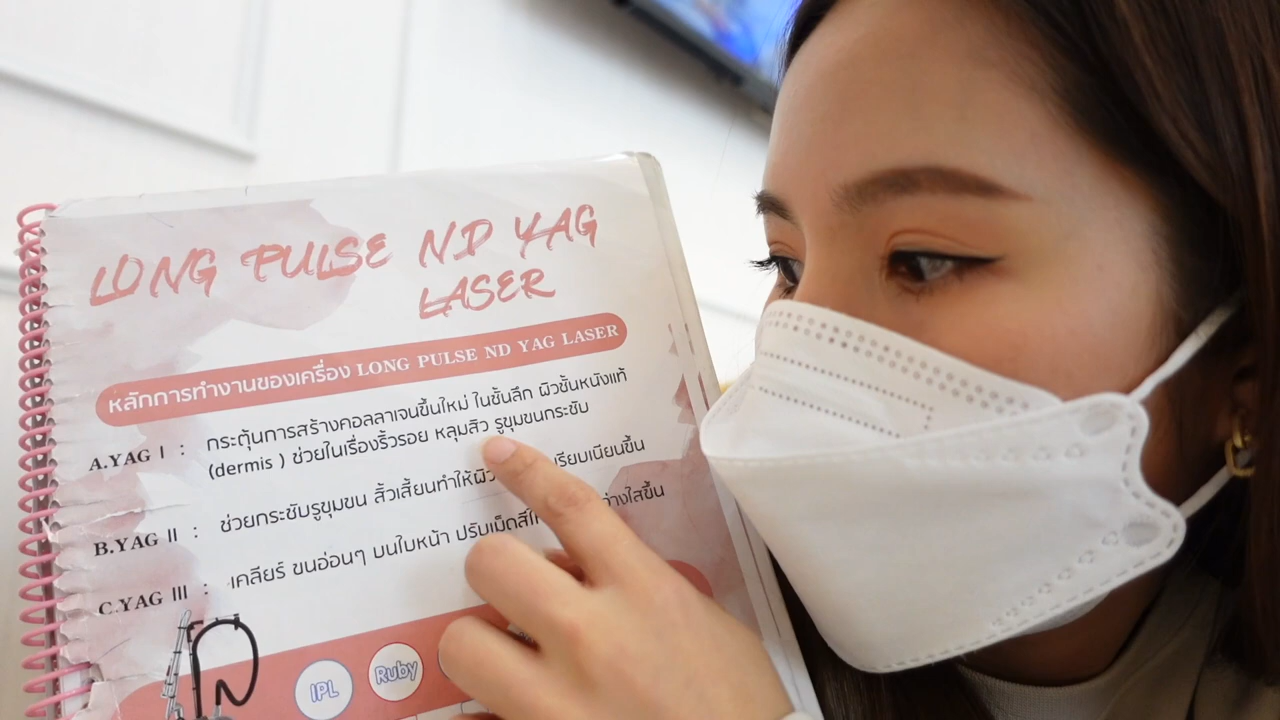 LONG PULSE ND YAG
LASER
หลักการทำงานของเครื่อง LONG PULSE ND YAG LASER
A.YAG I : กระตุ้นการสร้างคอลลาเจนขึ้นใหม่ ในชั้นลึก ผิวชั้นหนังแท้
(dermis ) ช่วยในเรื่องริ้วรอย หลุมสิว รูขุมขนกระชับ
B.YAG II : ช่วยกระชับรูขุมขน สิ้วเสี้ยนทำให้ผิว เรียบเนียนขึ้น
C.YAG III : เคลียร์ ขนอ่อนๆ บนใบหน้า ปรับเม็ดสี
IPL
Ruby